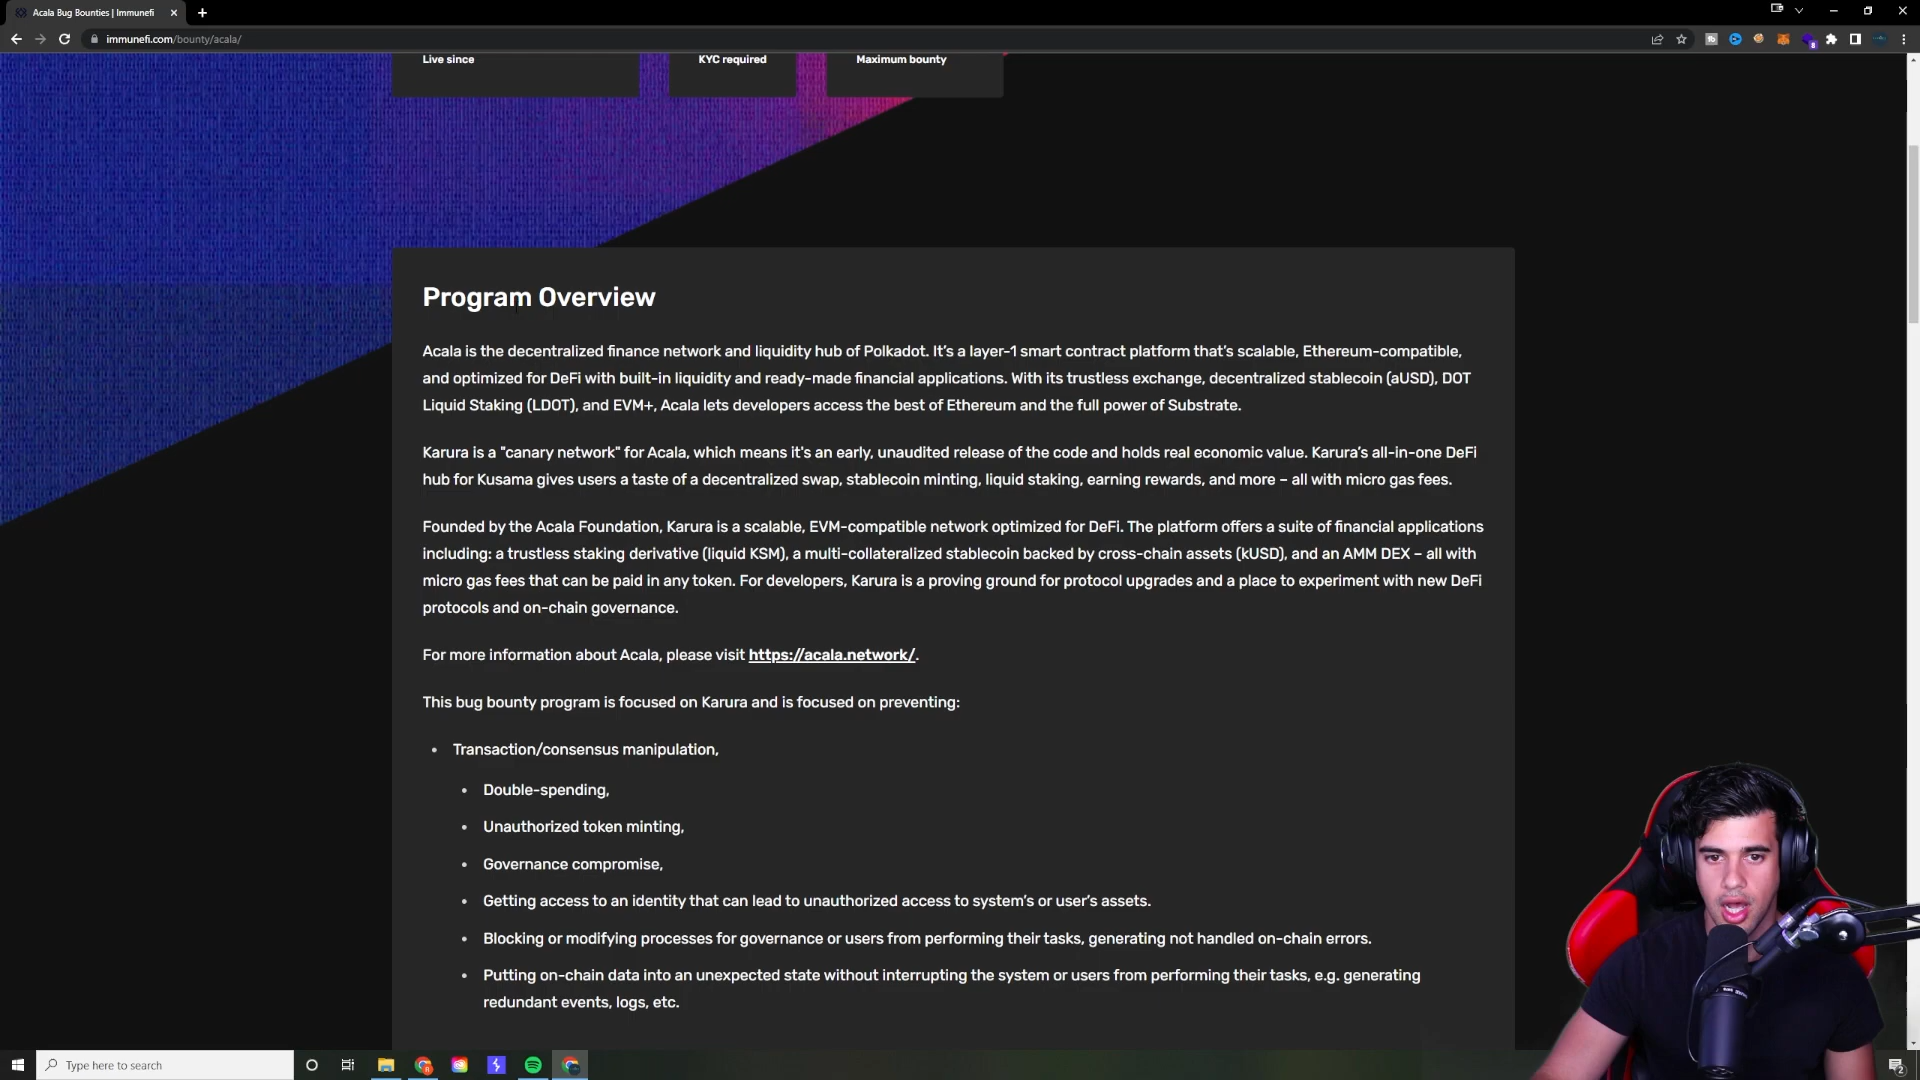 Acala Bug Bounties | Immunefi
immunefi.com/bounty/acala/
8
Live since
KYC required
Maximum bounty
Program Overview
Acala is the decentralized finance network and liquidity hub of Polkadot. It’s a layer-1 smart contract platform that’s scalable, Ethereum-compatible,
and optimized for DeFi with built-in liquidity and ready-made financial applications. With its trustless exchange, decentralized stablecoin (aUSD), DOT
Liquid Staking (LDOT), and EVM+, Acala lets developers access the best of Ethereum and the full power of Substrate.
Karura is a "canary network" for Acala, which means it's an early, unaudited release of the code and holds real economic value. Karura’s all-in-one DeFi
hub for Kusama gives users a taste of a decentralized swap, stablecoin minting, liquid staking, earning rewards, and more – all with micro gas fees.
Founded by the Acala Foundation, Karura is a scalable, EVM-compatible network optimized for DeFi. The platform offers a suite of financial applications
including: a trustless staking derivative (liquid KSM), a multi-collateralized stablecoin backed by cross-chain assets (kUSD), and an AMM DEX – all with
micro gas fees that can be paid in any token. For developers, Karura is a proving ground for protocol upgrades and a place to experiment with new DeFi
protocols and on-chain governance.
For more information about Acala, please visit https://acala.network/.
This bug bounty program is focused on Karura and is focused on preventing:
• Transaction/consensus manipulation,
• Double-spending,
• Unauthorized token minting,
• Governance compromise,
• Getting access to an identity that can lead to unauthorized access to system’s or user’s assets.
• Blocking or modifying processes for governance or users from performing their tasks, generating not handled on-chain errors.
• Putting on-chain data into an unexpected state without interrupting the system or users from performing their tasks, e.g. generating
redundant events, logs, etc.
Type here to search
2